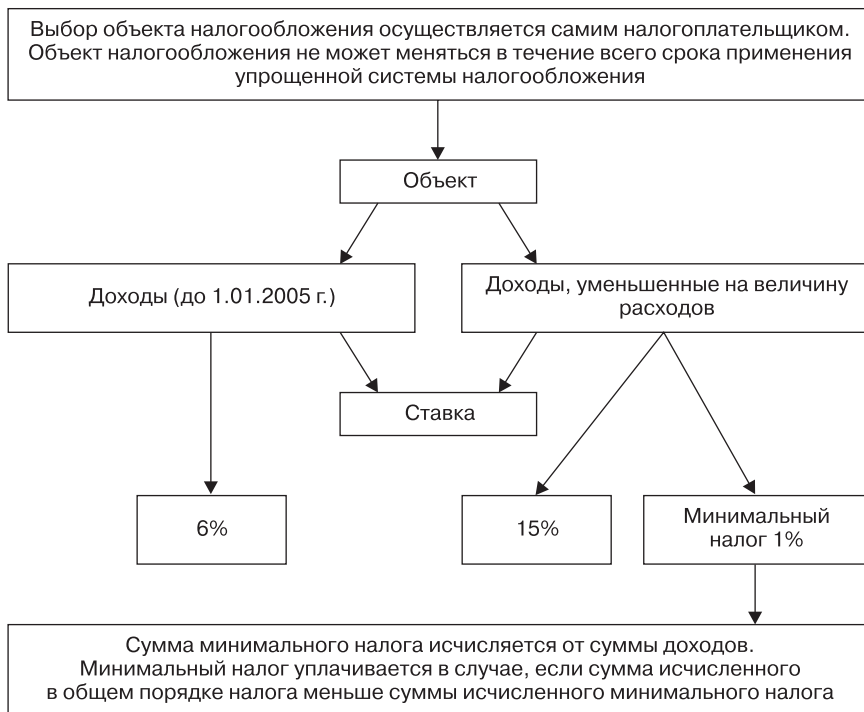 Выбор объекта налогообложения осуществляется самим налогоплательщиком.
Объект налогообложения не может меняться в течение всего срока применения
упрощенной системы налогообложения
Объект
Доходы (до 1.01.2005 г.)
Доходы, уменьшенные на величину
расходов
Ставка
6%
15%
Минимальный
налог 1%
Сумма минимального налога исчисляется от суммы доходов.
Минимальный налог уплачивается в случае, если сумма исчисленного
в общем порядке налога меньше суммы исчисленного минимального налога